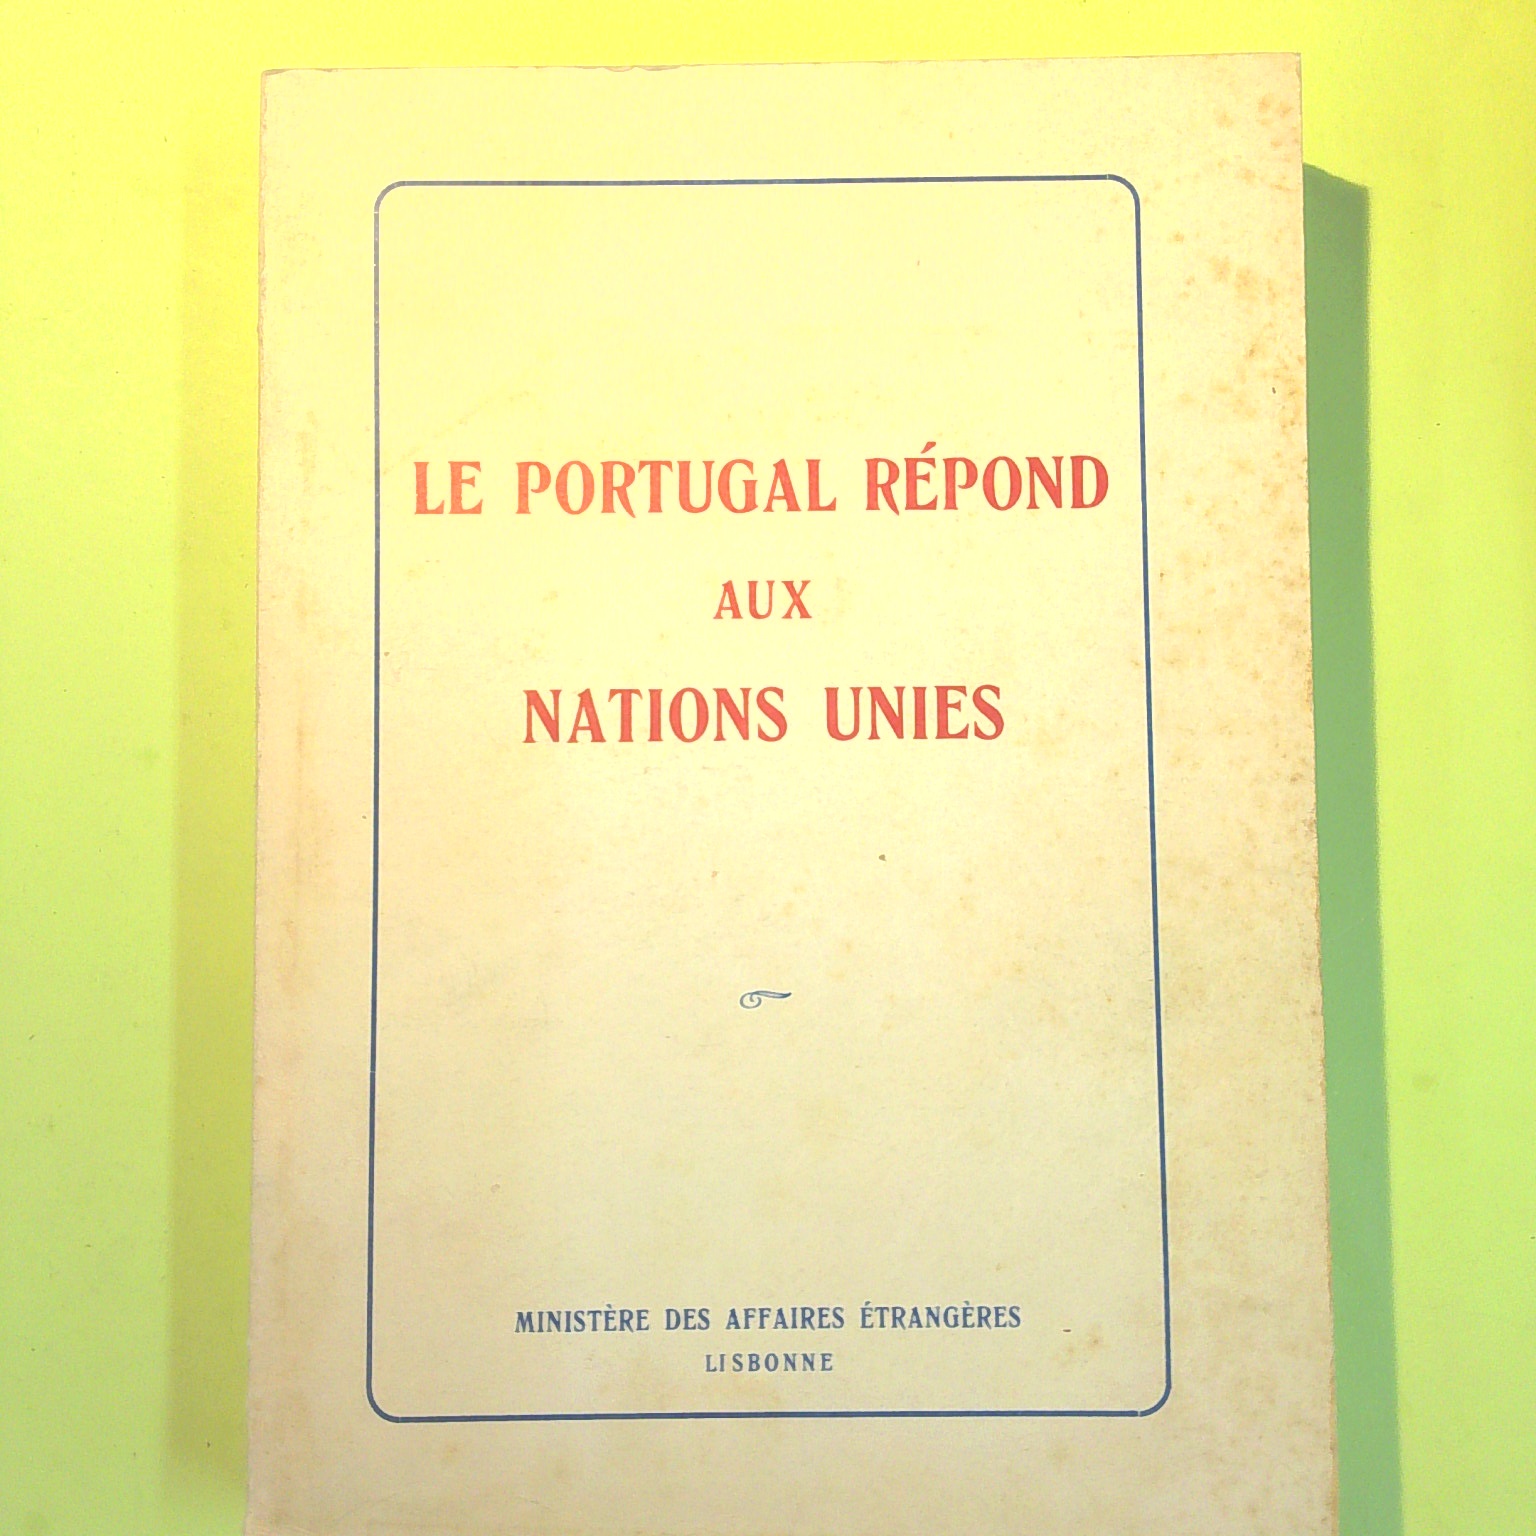 LE PORTUGAL RÉPOND
AUX
NATIONS UNIES
MINISTÈRE DES AFFAIRES ÉTRANGÈRES
LISBONNE